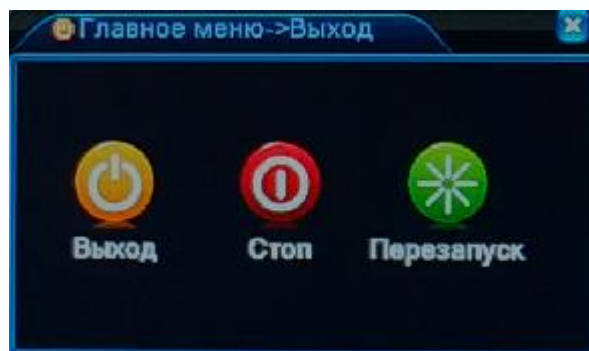 Главное меню->Выход
Выход
Стоп
Перезапуск